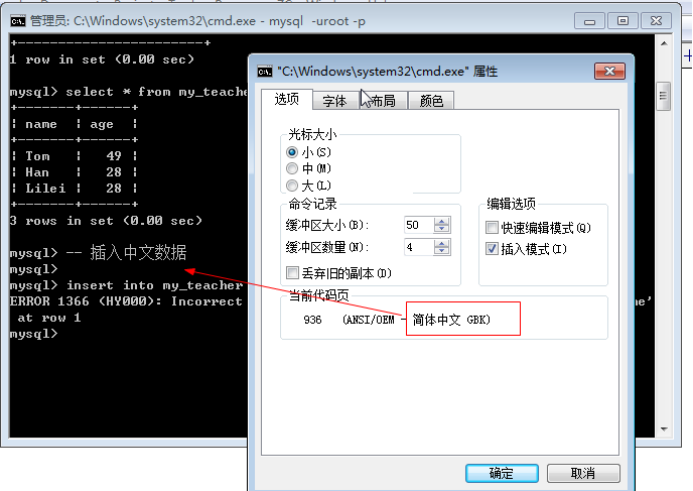 管理员: C:\Windows\system32\cmd.exe - mysql -uroot -p
1 row in set (0.00 sec)
mysql> select * from my_teache
| name | age |
| Tom | 49 |
| Han | 28 |
| Lilei | 28 |
3 rows in set (0.00 sec)
mysql> -- 插入中文数据
mysql>
mysql> insert into my_teacher
ERROR 1366 (HY000): Incorrect
at row 1
mysql>
"C:\Windows\system32\cmd.exe" 属性
选项 字体 布局 颜色
光标大小
小(S)
中(M)
大(L)
命令记录
缓冲区大小(B): 50
缓冲区数量(N): 4
丢弃旧的副本(D)
编辑选项
快速编辑模式(Q)
插入模式(I)
当前代码页
936 (ANSI/OEM - 简体中文 GBK)
确定 取消